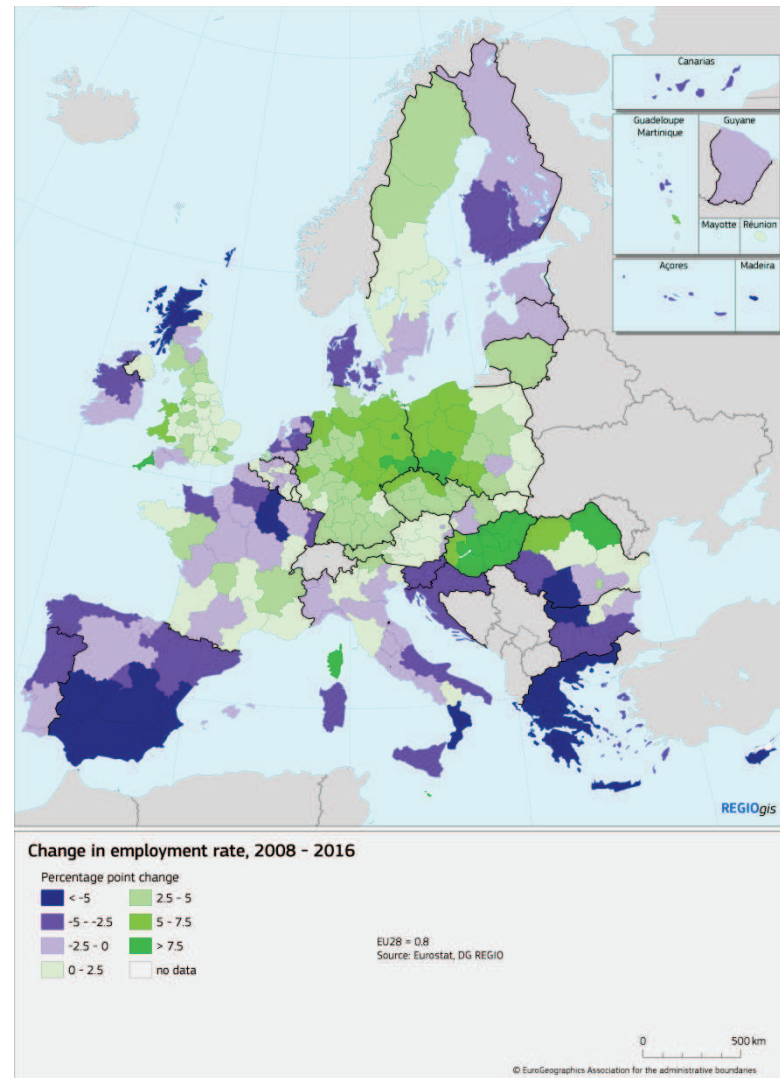 Canarias
Guadeloupe
Martinique
Guyane
Mayotte
Réunion
Açores
Madeira
REGIOgis
Change in employment rate, 2008 - 2016
Percentage point change
< -5
-5 - -2.5
-2.5 - 0
0 - 2.5
2.5 - 5
5 - 7.5
> 7.5
no data
EU28 = 0.8
Source: Eurostat, DG REGIO
0 500 km
© EuroGeographics Association for the administrative boundaries